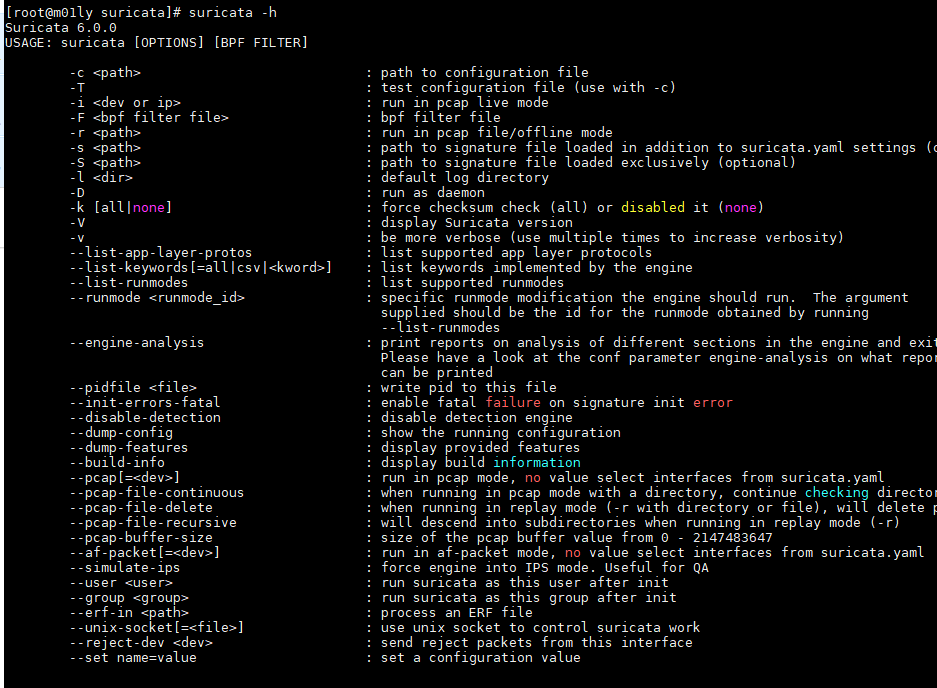 [root@m01ly suricata]# suricata -h
Suricata 6.0.0
USAGE: suricata [OPTIONS] [BPF FILTER]
-c <path> : path to configuration file
-T : test configuration file (use with -c)
-i <dev or ip> : run in pcap live mode
-F <bpf filter file> : bpf filter file
-r <path> : run in pcap file/offline mode
-s <path> : path to signature file loaded in addition to suricata.yaml settings (
-S <path> : path to signature file loaded exclusively (optional)
-l <dir> : default log directory
-D : run as daemon
-k [all|none] : force checksum check (all) or disabled it (none)
-V : display Suricata version
-v : be more verbose (use multiple times to increase verbosity)
--list-app-layer-protos : list supported app layer protocols
--list-keywords[=all|csv|<kword>] : list keywords implemented by the engine
--list-runmodes : list supported runmodes
--runmode <runmode_id> : specific runmode modification the engine should run.  The argument
supplied should be the id for the runmode obtained by running
--list-runmodes
--engine-analysis : print reports on analysis of different sections in the engine and exit
Please have a look at the conf parameter engine-analysis on what repor
can be printed
--pidfile <file> : write pid to this file
--init-errors-fatal : enable fatal failure on signature init error
--disable-detection : disable detection engine
--dump-config : show the running configuration
--dump-features : display provided features
--build-info : display build information
--pcap[=<dev>] : run in pcap mode, no value select interfaces from suricata.yaml
--pcap-file-continuous : when running in pcap mode with a directory, continue checking director
--pcap-file-delete : when running in replay mode (-r with directory or file), will delete p
--pcap-file-recursive : will descend into subdirectories when running in replay mode (-r)
--pcap-buffer-size : size of the pcap buffer value from 0 - 2147483647
--af-packet[=<dev>] : run in af-packet mode, no value select interfaces from suricata.yaml
--simulate-ips : force engine into IPS mode. Useful for QA
--user <user> : run suricata as this user after init
--group <group> : run suricata as this group after init
--erf-in <path> : process an ERF file
--unix-socket[=<file>] : use unix socket to control suricata work
--reject-dev <dev> : send reject packets from this interface
--set name=value : set a configuration value